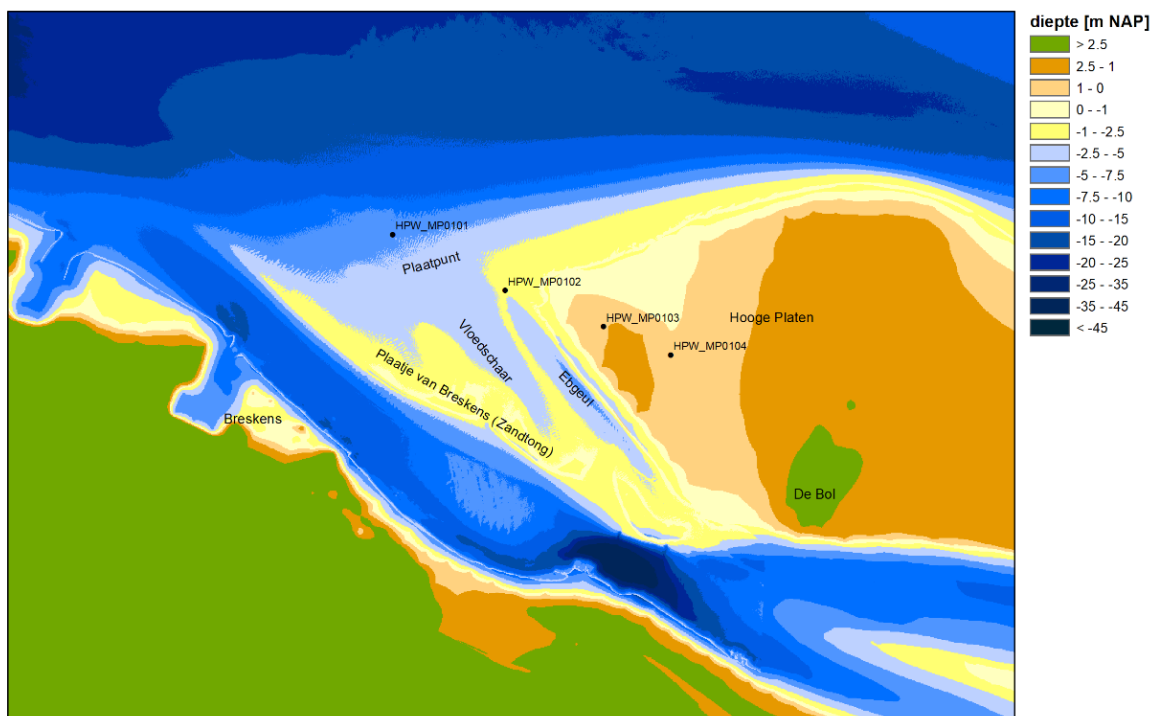 diepte [m NAP]
> 2.5
2.5 - 1
1 - 0
0 - -1
-1 - -2.5
-2.5 - -5
-5 - -7.5
-7.5 - -10
-10 - -15
-15 - -20
-20 - -25
-25 - -35
-35 - -45
< -45
HPW_MP0101
Plaatpunt
HPW_MP0102
HPW_MP0103
Hooge Platen
HPW_MP0104
Vloedschaar
Ebgeul
Plaatje van Breskens (Zandtong)
Breskens
De Bol